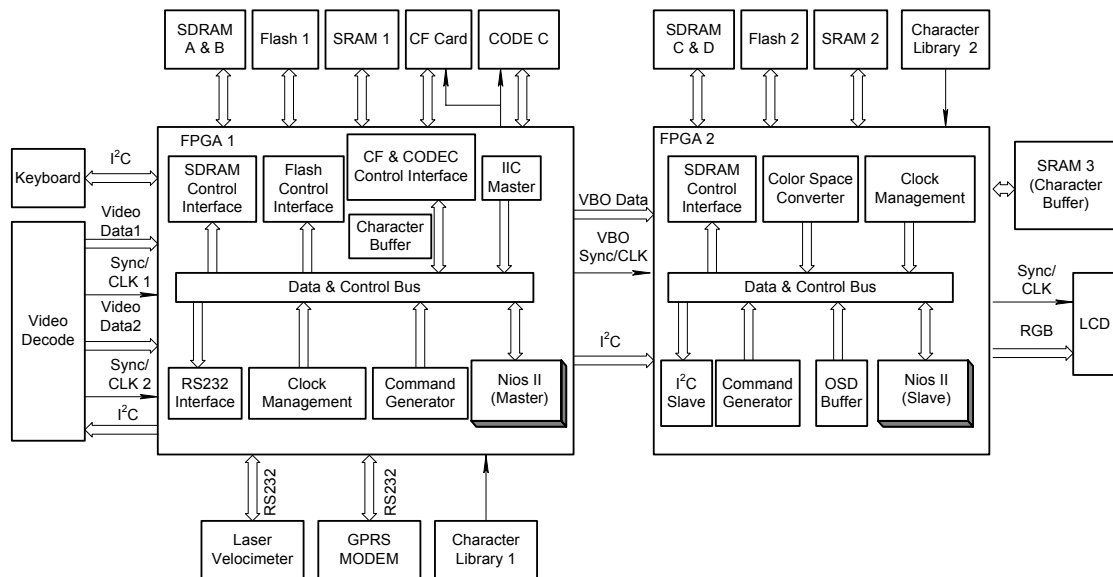 SDRAM
A & B
Flash 1
SRAM 1
CF Card
CODE C
SDRAM
C & D
Flash 2
SRAM 2
Character
Library 2
FPGA 1
FPGA 2
Keyboard
I²C
SDRAM
Control
Interface
Flash
Control
Interface
CF & CODEC
Control Interface
IIC
Master
Character
Buffer
VBO Data
VBO
Sync/CLK
I²C
SDRAM
Control
Interface
Color Space
Converter
Clock
Management
SRAM 3
(Character
Buffer)
Video
Decode
Video
Data1
Sync/
CLK 1
Video
Data2
Sync/
CLK 2
I²C
Data & Control Bus
Data & Control Bus
Sync/
CLK
RGB
LCD
RS232
Interface
Clock
Management
Command
Generator
Nios II
(Master)
I²C
Slave
Command
Generator
OSD
Buffer
Nios II
(Slave)
RS232
RS232
Laser
Velocimeter
GPRS
MODEM
Character
Library 1